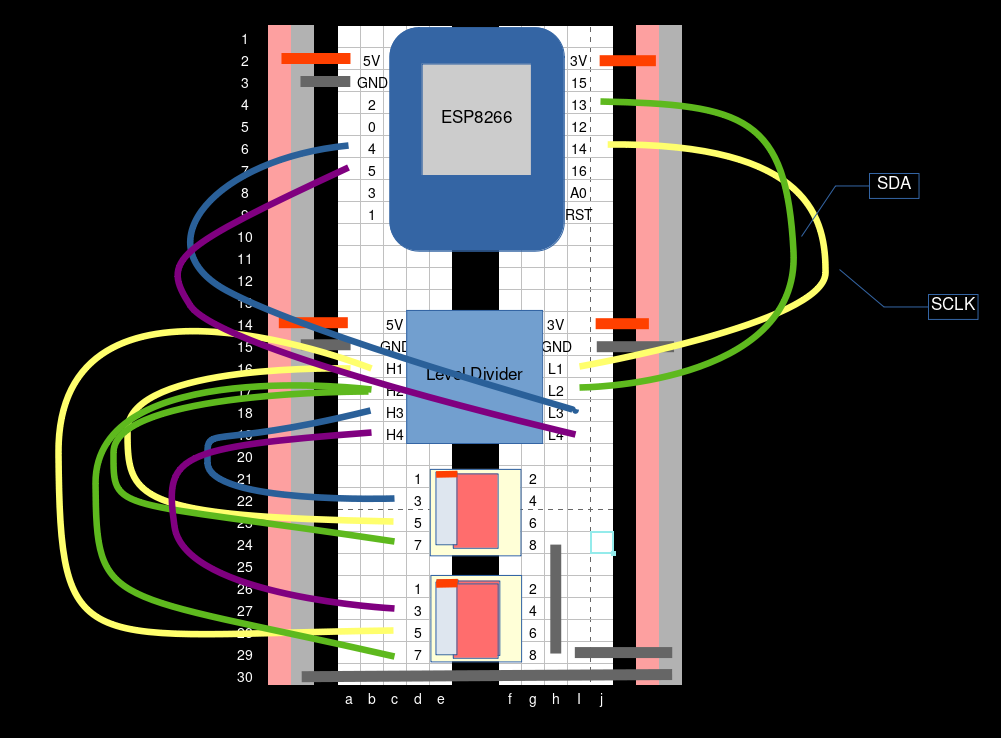 1
2 5V 3V
3 GND 15
4 2 13
ESP8266
5 0 12
6 4 14
7 5 16
8 3 A0
9 1 RST
10
11
12
13
14 5V 3V
15 GND GND
16 H1 L1
Level Divider
17 H2 L2
18 H3 L3
19 H4 L4
20
21 1 2
22 3 4
23 5 6
24 7 8
25
26 1 2
27 3 4
28 5 6
29 7 8
30
a b c d e f g h I j
SDA
SCLK